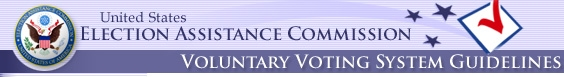 United States
ELECTION ASSISTANCE COMMISSION
VOLUNTARY VOTING SYSTEM GUIDELINES